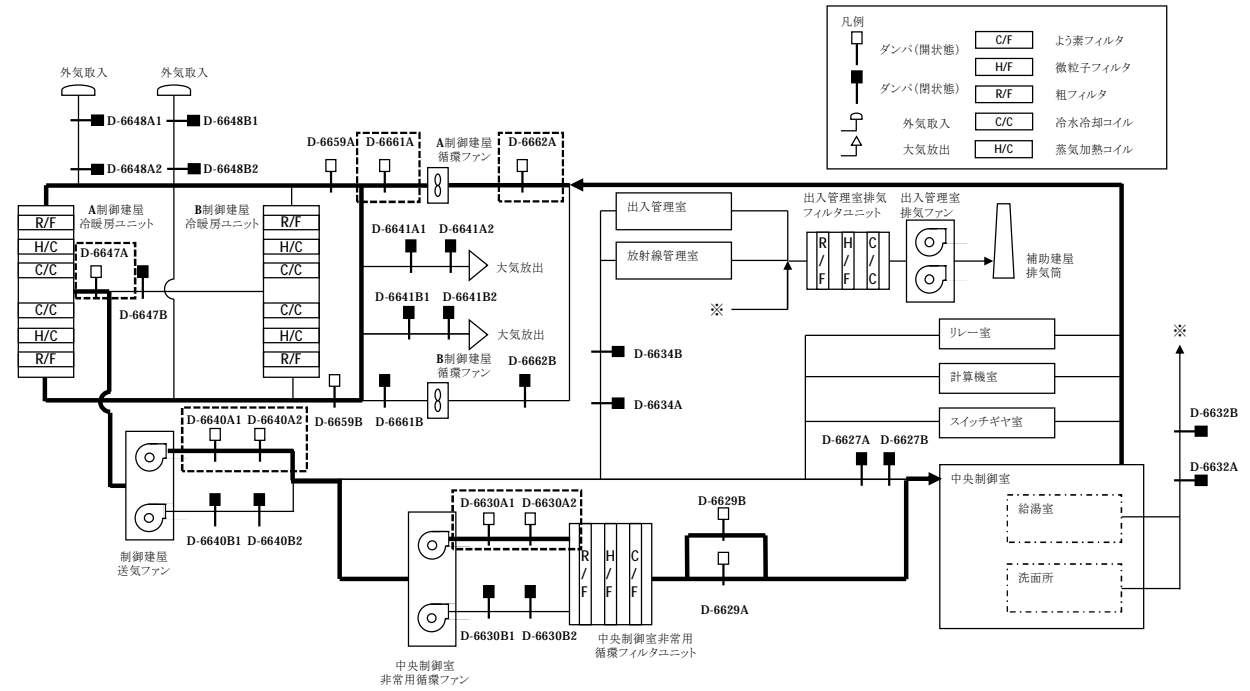 凡例
ダンパ(開状態)
ダンパ(閉状態)
外気取入
大気放出
C/F
よう素フィルタ
H/F
微粒子フィルタ
R/F
粗フィルタ
C/C
冷水冷却コイル
H/C
蒸気加熱コイル
外気取入
外気取入
D-6648A1
D-6648B1
D-6648A2
D-6648B2
D-6659A
D-6661A
A制御建屋
循環ファン
D-6662A
A制御建屋
冷暖房ユニット
B制御建屋
冷暖房ユニット
R/F
H/C
C/C
C/C
H/C
R/F
R/F
H/C
C/C
C/C
H/C
R/F
D-6647A
D-6647B
D-6641A1
D-6641A2
大気放出
D-6641B1
D-6641B2
大気放出
B制御建屋
循環ファン
D-6662B
D-6659B
D-6661B
出入管理室
放射線管理室
出入管理室排気
フィルタユニット
R/F
H/F
C/C
出入管理室
排気ファン
補助建屋
排気筒
※
D-6634B
D-6634A
リレー室
計算機室
スイッチギヤ室
※
D-6632B
D-6632A
D-6627A
D-6627B
D-6640A1
D-6640A2
D-6640B1
D-6640B2
制御建屋
送気ファン
中央制御室
給湯室
洗面所
D-6630A1
D-6630A2
D-6630B1
D-6630B2
R/F
H/F
C/F
D-6629B
D-6629A
中央制御室
非常用循環ファン
中央制御室非常用
循環フィルタユニット